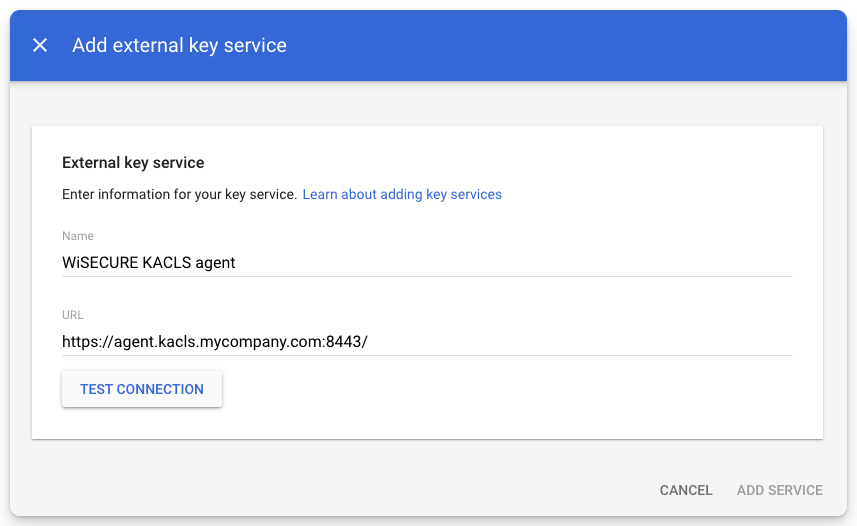 Add external key service
External key service
Enter information for your key service. Learn about adding key services
Name
WiSECURE KACLS agent
URL
https://agent.kacls.mycompany.com:8443/
TEST CONNECTION
CANCEL ADD SERVICE